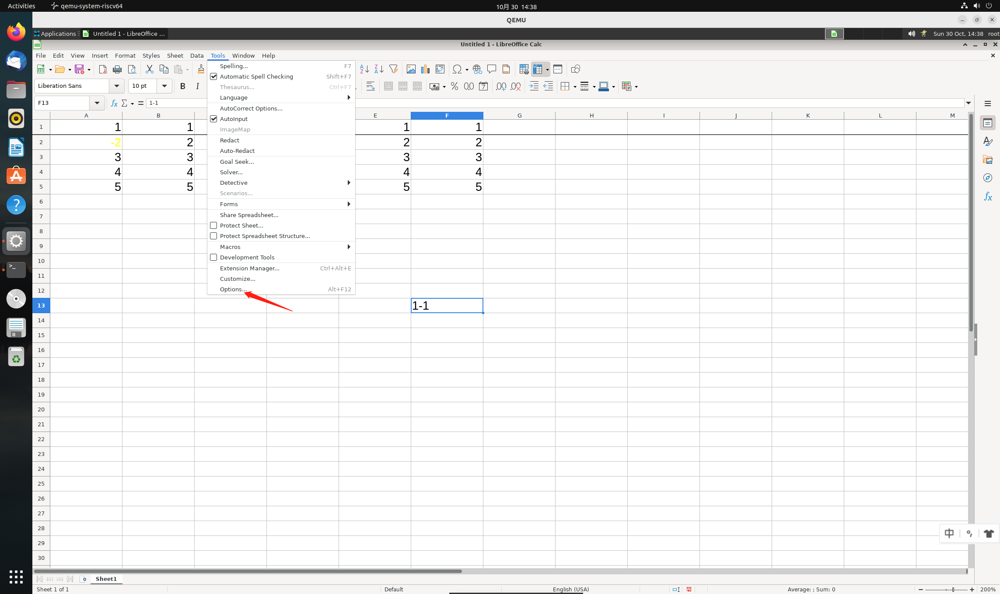 Activities qemu-system-riscv64 10月 30 14:38
QEMU
Applications Untitled 1 - LibreOffice ... Sun 30 Oct, 14:38 root
Untitled 1 - LibreOffice Calc
File Edit View Insert Format Styles Sheet Data Tools Window Help
Liberation Sans 10 pt B I
F13 1-1
Spelling... F7
Automatic Spell Checking Shift+F7
Thesaurus... Ctrl+F7
Language
AutoCorrect Options...
AutoInput
ImageMap
Redact
Auto-Redact
Goal Seek...
Solver...
Detective
Scenarios...
Forms
Share Spreadsheet...
Protect Sheet...
Protect Spreadsheet Structure...
Macros
Development Tools
Extension Manager... Ctrl+Alt+E
Customize...
Options... Alt+F12
A B E F G H I J K L M
1 1 1 1 1
2 -2 2 2 2
3 3 3 3 3
4 4 4 4 4
5 5 5 5 5
6
7
8
9
10
11
12
13 1-1
14
15
16
17
18
19
20
21
22
23
24
25
26
27
28
29
30
中
Sheet1
Sheet 1 of 1 Default English (USA) Average: ; Sum: 0 200%